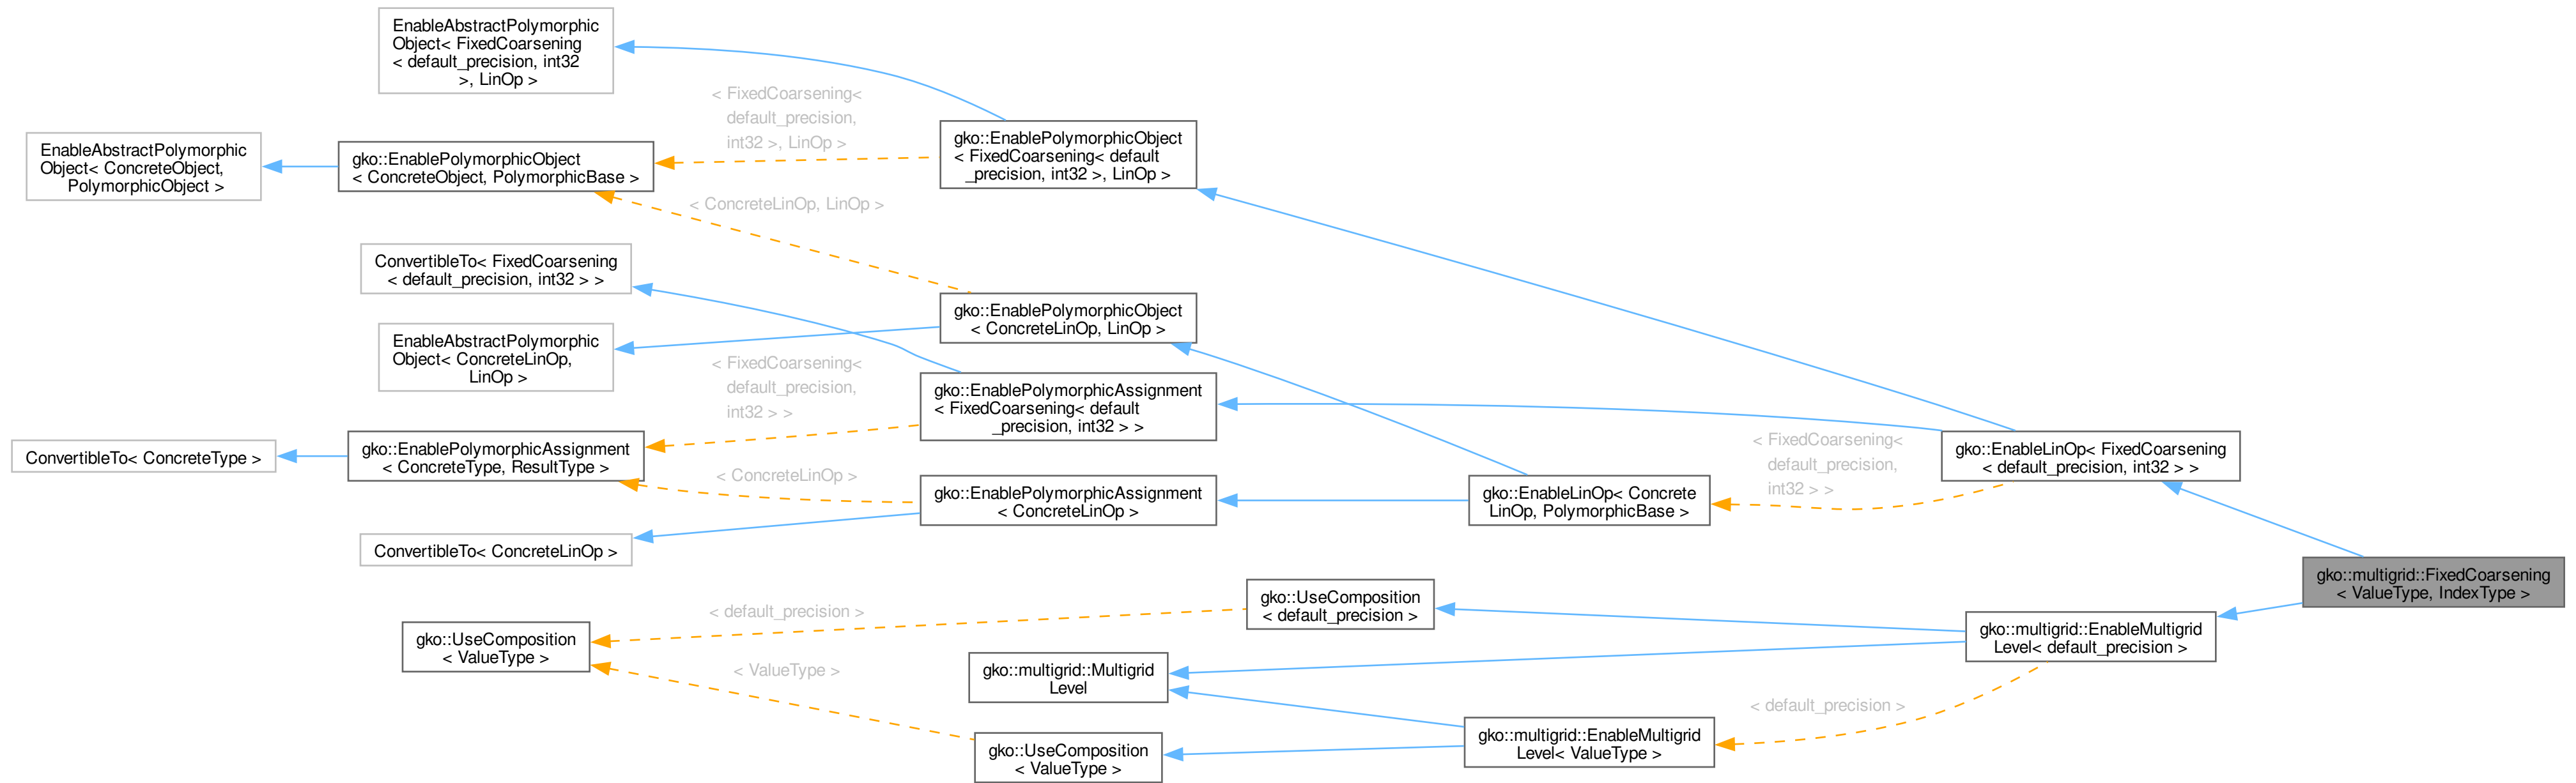 EnableAbstractPolymorphic
Object< FixedCoarsening
< default_precision, int32
>, LinOp >
EnableAbstractPolymorphic
Object< ConcreteObject,
PolymorphicObject >
gko::EnablePolymorphicObject
< ConcreteObject, PolymorphicBase >
< FixedCoarsening<
default_precision,
int32 >, LinOp >
gko::EnablePolymorphicObject
< FixedCoarsening< default
_precision, int32 >, LinOp >
< ConcreteLinOp, LinOp >
ConvertibleTo< FixedCoarsening
< default_precision, int32 > >
gko::EnablePolymorphicObject
< ConcreteLinOp, LinOp >
EnableAbstractPolymorphic
Object< ConcreteLinOp,
LinOp >
< FixedCoarsening<
default_precision,
int32 > >
gko::EnablePolymorphicAssignment
< FixedCoarsening< default
_precision, int32 > >
ConvertibleTo< ConcreteType >
gko::EnablePolymorphicAssignment
< ConcreteType, ResultType >
< ConcreteLinOp >
gko::EnablePolymorphicAssignment
< ConcreteLinOp >
gko::EnableLinOp< Concrete
LinOp, PolymorphicBase >
< FixedCoarsening<
default_precision,
int32 > >
gko::EnableLinOp< FixedCoarsening
< default_precision, int32 > >
ConvertibleTo< ConcreteLinOp >
gko::multigrid::FixedCoarsening
< ValueType, IndexType >
gko::UseComposition
< ValueType >
< default_precision >
gko::UseComposition
< default_precision >
gko::multigrid::EnableMultigrid
Level< default_precision >
< ValueType >
gko::multigrid::Multigrid
Level
gko::UseComposition
< ValueType >
gko::multigrid::EnableMultigrid
Level< ValueType >
< default_precision >